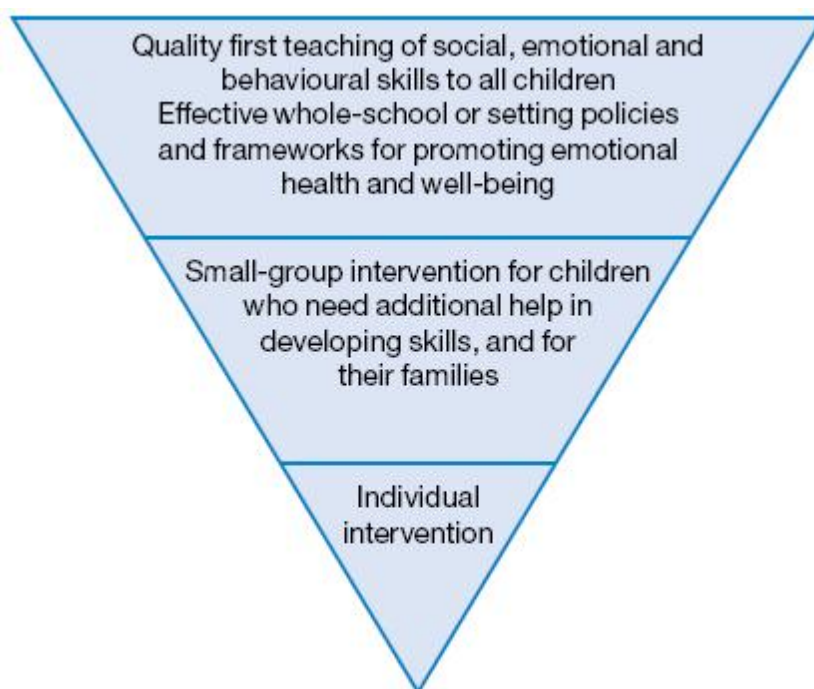 Quality first teaching of social, emotional and
behavioural skills to all children
Effective whole-school or setting policies
and frameworks for promoting emotional
health and well-being
Small-group intervention for children
who need additional help in
developing skills, and for
their families
Individual
intervention